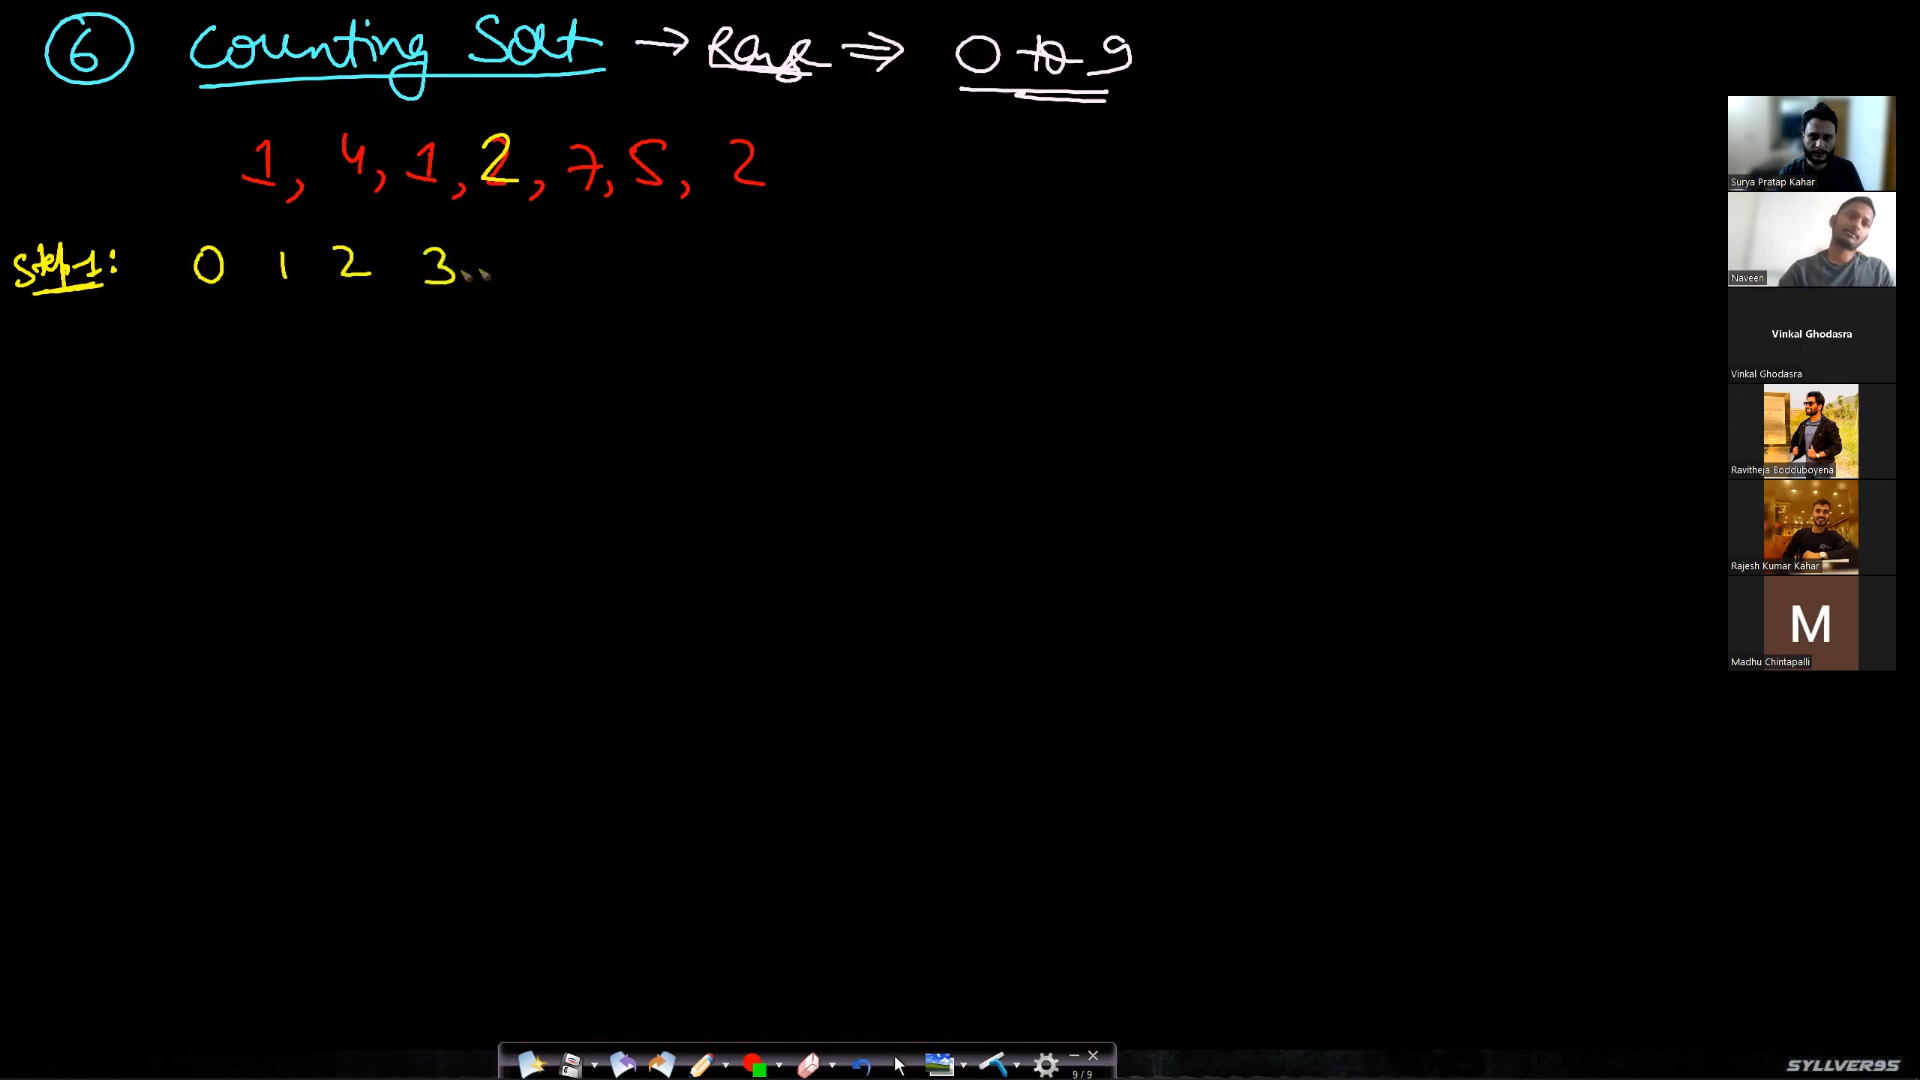 6 Counting Sort → Range ⇒ 0 to 9
1, 4, 1, 2, 7, 5, 2
Step-1: 0 1 2 3
Surya Pratap Kahar
Naveen
Vinkal Ghodasra
Vinkal Ghodasra
Ravitheja Bodduboyena
Rajesh Kumar Kahar
M
Madhu Chintapalli
9/9
SYLLVER95